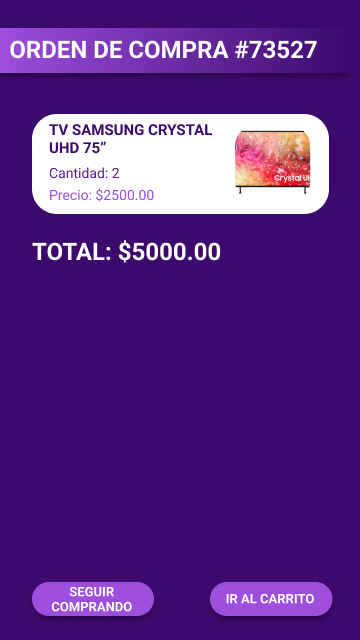 ORDEN DE COMPRA #73527
TV SAMSUNG CRYSTAL
UHD 75”
Cantidad: 2
Precio: $2500.00
Crystal U
TOTAL: $5000.00
SEGUIR
COMPRANDO
IR AL CARRITO